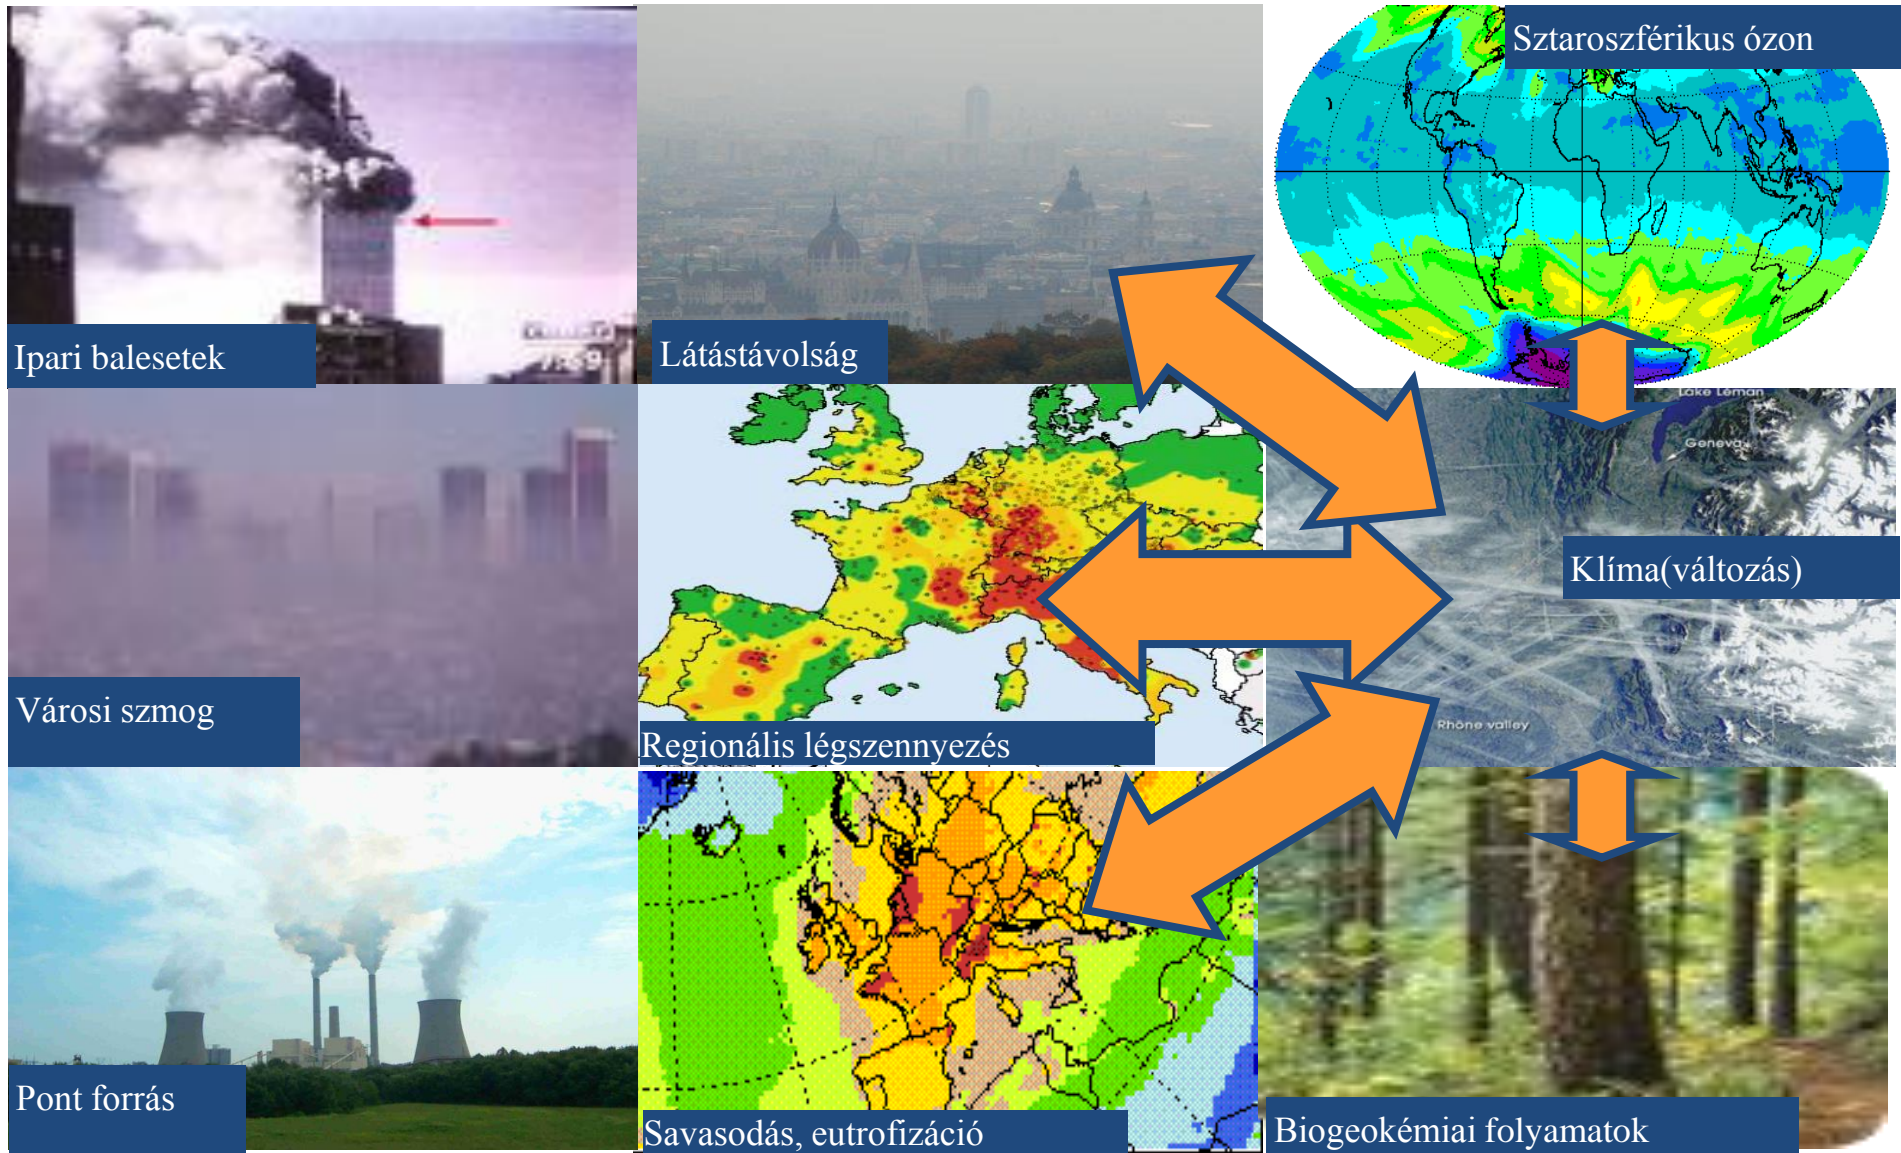 Sztaroszférikus ózon
Ipari balesetek
Látástávolság
Lake Leman
Geneva
Klíma(változás)
Városi szmog
Regionális légszennyezés
Rhône valley
Pont forrás
Savasodás, eutrofizáció
Biogeokémiai folyamatok